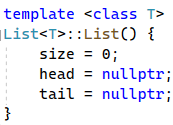 template <class T>
List<T>::List() {
    size = 0;
    head = nullptr;
    tail = nullptr;
}